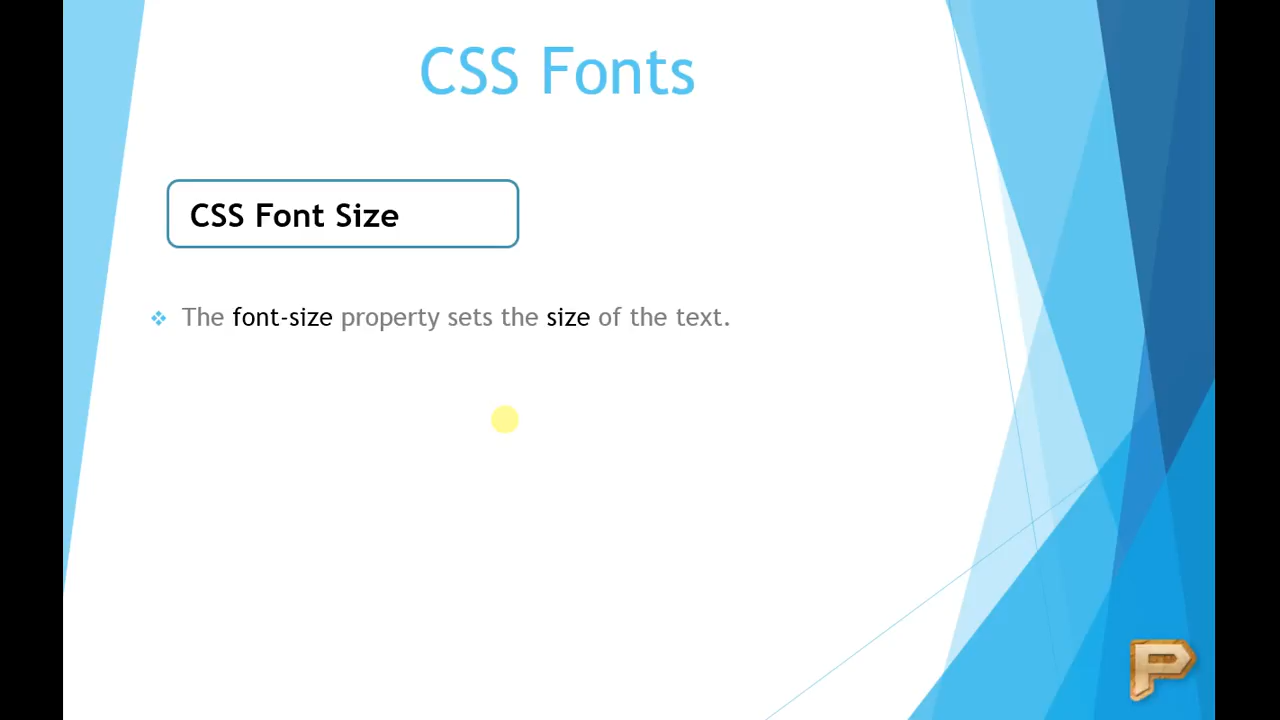 CSS Fonts
CSS Font Size
The font-size property sets the size of the text.
P